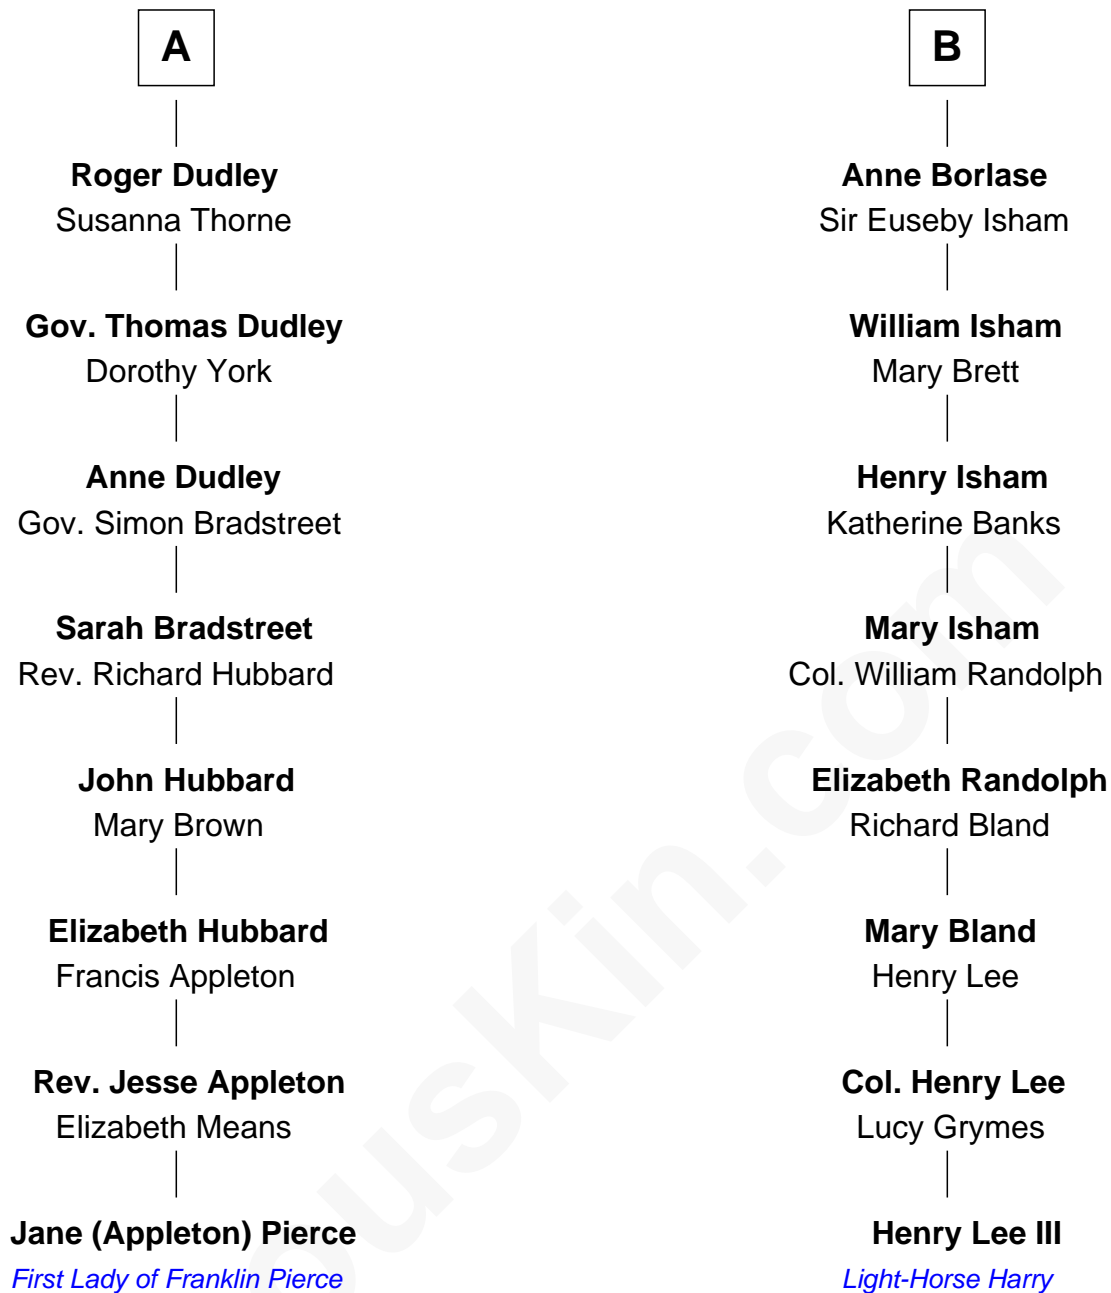 A
Roger Dudley
Susanna Thorne
Gov. Thomas Dudley
Dorothy York
Anne Dudley
Gov. Simon Bradstreet
Sarah Bradstreet
Rev. Richard Hubbard
John Hubbard
Mary Brown
Elizabeth Hubbard
Francis Appleton
Rev. Jesse Appleton
Elizabeth Means
Jane (Appleton) Pierce
First Lady of Franklin Pierce
B
Anne Borlase
Sir Euseby Isham
William Isham
Mary Brett
Henry Isham
Katherine Banks
Mary Isham
Col. William Randolph
Elizabeth Randolph
Richard Bland
Mary Bland
Henry Lee
Col. Henry Lee
Lucy Grymes
Henry Lee III
Light-Horse Harry
ousKin.com